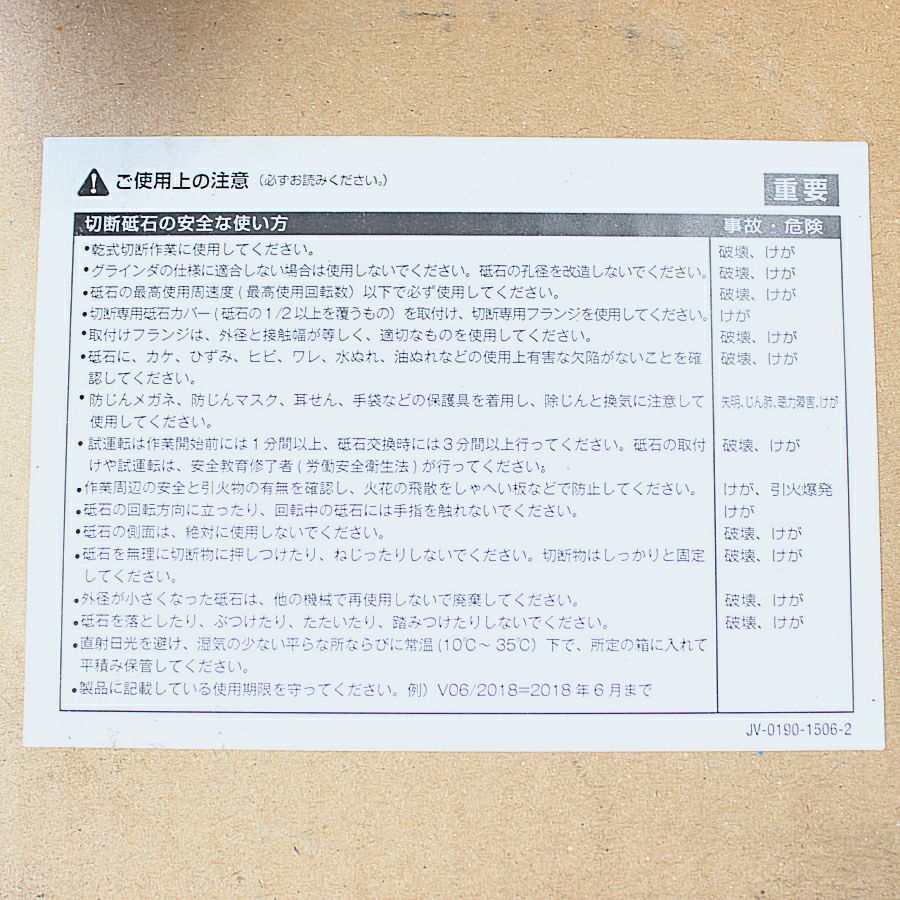 ご使用上の注意 (必ずお読みください。)
重要
切断砥石の安全な使い方 事故・危険
•乾式切断作業に使用してください。 破壊、けが
•グラインダの仕様に適合しない場合は使用しないでください。砥石の孔径を改造しないでください。 破壊、けが
•砥石の最高使用周速度(最高使用回転数)以下で必ず使用してください。 破壊、けが
•切断専用砥石カバー(砥石の1/2以上を覆うもの)を取付け、切断専用フランジを使用してください。 けが
•取付けフランジは、外径と接触幅が等しく、適切なものを使用してください。 破壊、けが
•砥石に、カケ、ひずみ、ヒビ、ワレ、水ぬれ、油ぬれなどの使用上有害な欠陥がないことを確 破壊、けが
認してください。
•防じんメガネ、防じんマスク、耳せん、手袋などの保護具を着用し、除じんと換気に注意して 失明、じん肺、聴力障害、けが
使用してください。
•試運転は作業開始前には1分間以上、砥石交換時には3分間以上行ってください。砥石の取付 破壊、けが
けや試運転は、安全教育修了者(労働安全衛生法)が行ってください。
•作業周辺の安全と引火物の有無を確認し、火花の飛散をしゃへい板などで防止してください。 けが、引火爆発
•砥石の回転方向に立ったり、回転中の砥石には手指を触れないでください。 けが
•砥石の側面は、絶対に使用しないでください。 破壊、けが
•砥石を無理に切断物に押しつけたり、ねじったりしないでください。切断物はしっかりと固定 破壊、けが
してください。
•外径が小さくなった砥石は、他の機械で再使用しないで廃棄してください。 破壊、けが
•砥石を落としたり、ぶつけたり、たたいたり、踏みつけたりしないでください。 破壊、けが
•直射日光を避け、湿気の少ない平らな所ならびに常温(10℃〜35℃)下で、所定の箱に入れて
平積み保管してください。
•製品に記載している使用期限を守ってください。例)V06/2018=2018年6月まで
JV-0190-1506-2